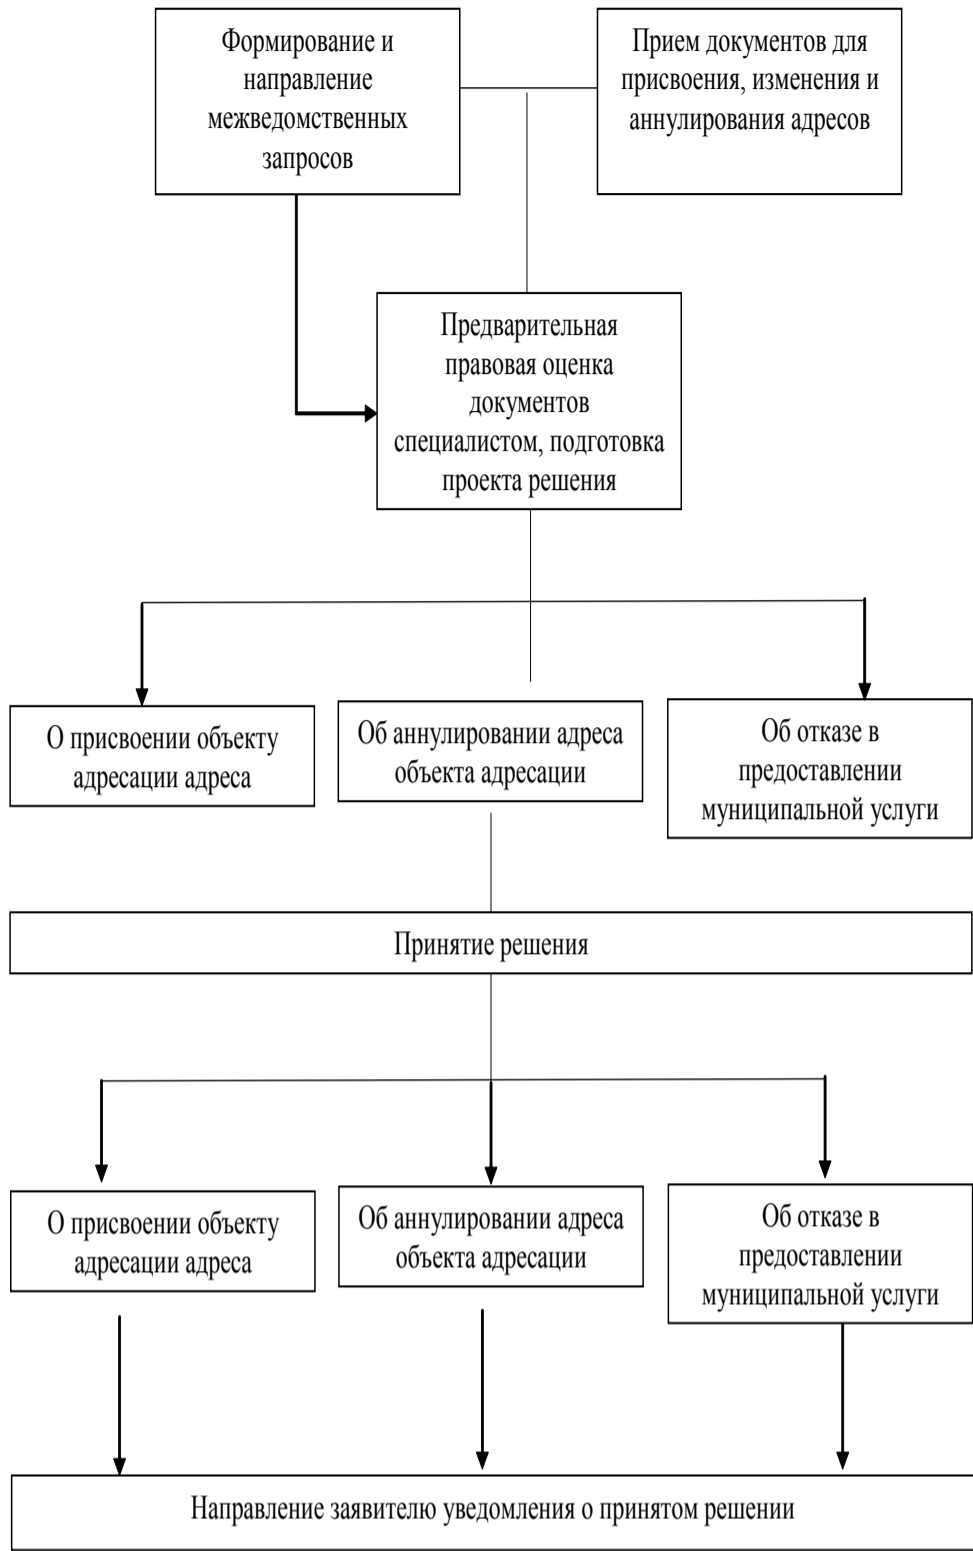 Формирование и
направление
межведомственных
запросов
Прием документов для
присвоения, изменения и
аннулирования адресов
Предварительная
правовая оценка
документов
специалистом, подготовка
проекта решения
О присвоении объекту
адресации адреса
Об аннулировании адреса
объекта адресации
Об отказе в
предоставлении
муниципальной услуги
Принятие решения
О присвоении объекту
адресации адреса
Об аннулировании адреса
объекта адресации
Об отказе в
предоставлении
муниципальной услуги
Направление заявителю уведомления о принятом решении